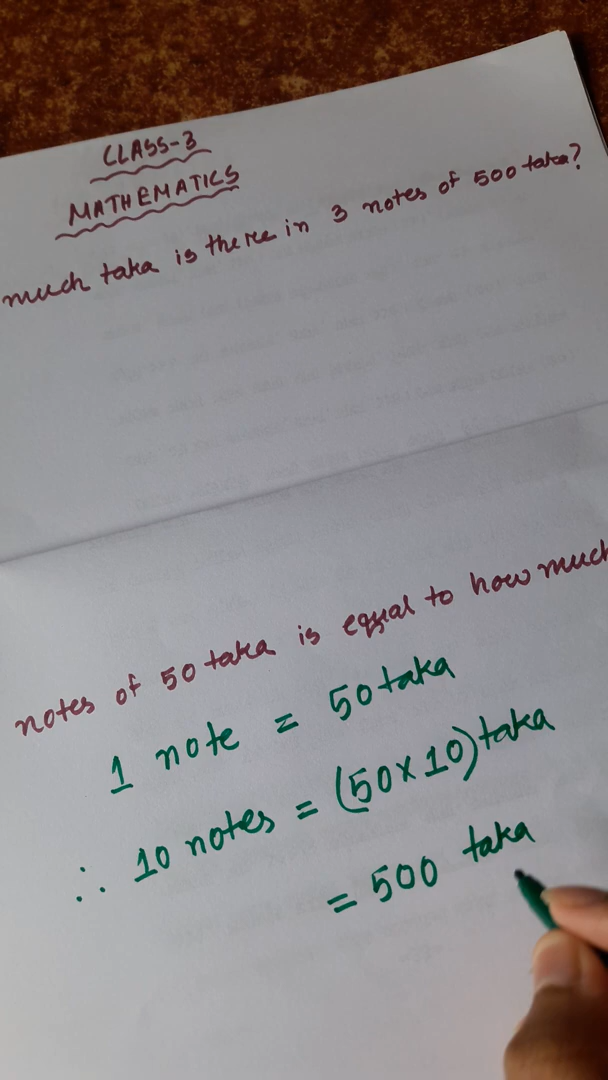 CLASS-3
MATHEMATICS
much taka is there in 3 notes of 500 taka?
notes of 50 taka is equal to how much
1 note = 50 taka
∴ 10 notes = (50×10) taka
= 500 taka